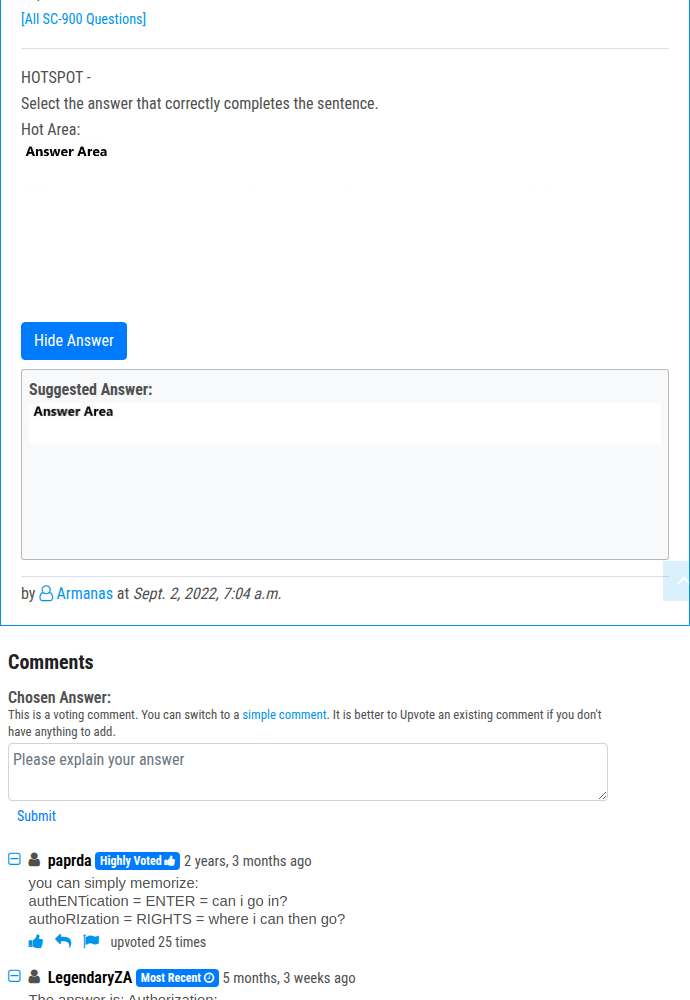 [All SC-900 Questions]
HOTSPOT -
Select the answer that correctly completes the sentence.
Hot Area:
Answer Area
Hide Answer
Suggested Answer:
Answer Area
by Armanas at Sept. 2, 2022, 7:04 a.m.
Comments
Chosen Answer:
This is a voting comment. You can switch to a simple comment. It is better to Upvote an existing comment if you don't
have anything to add.
Please explain your answer
Submit
paprda Highly Voted 2 years, 3 months ago
you can simply memorize:
authENTication = ENTER = can i go in?
authoRIzation = RIGHTS = where i can then go?
upvoted 25 times
LegendaryZA Most Recent 5 months, 3 weeks ago
The answer is: Authorization: